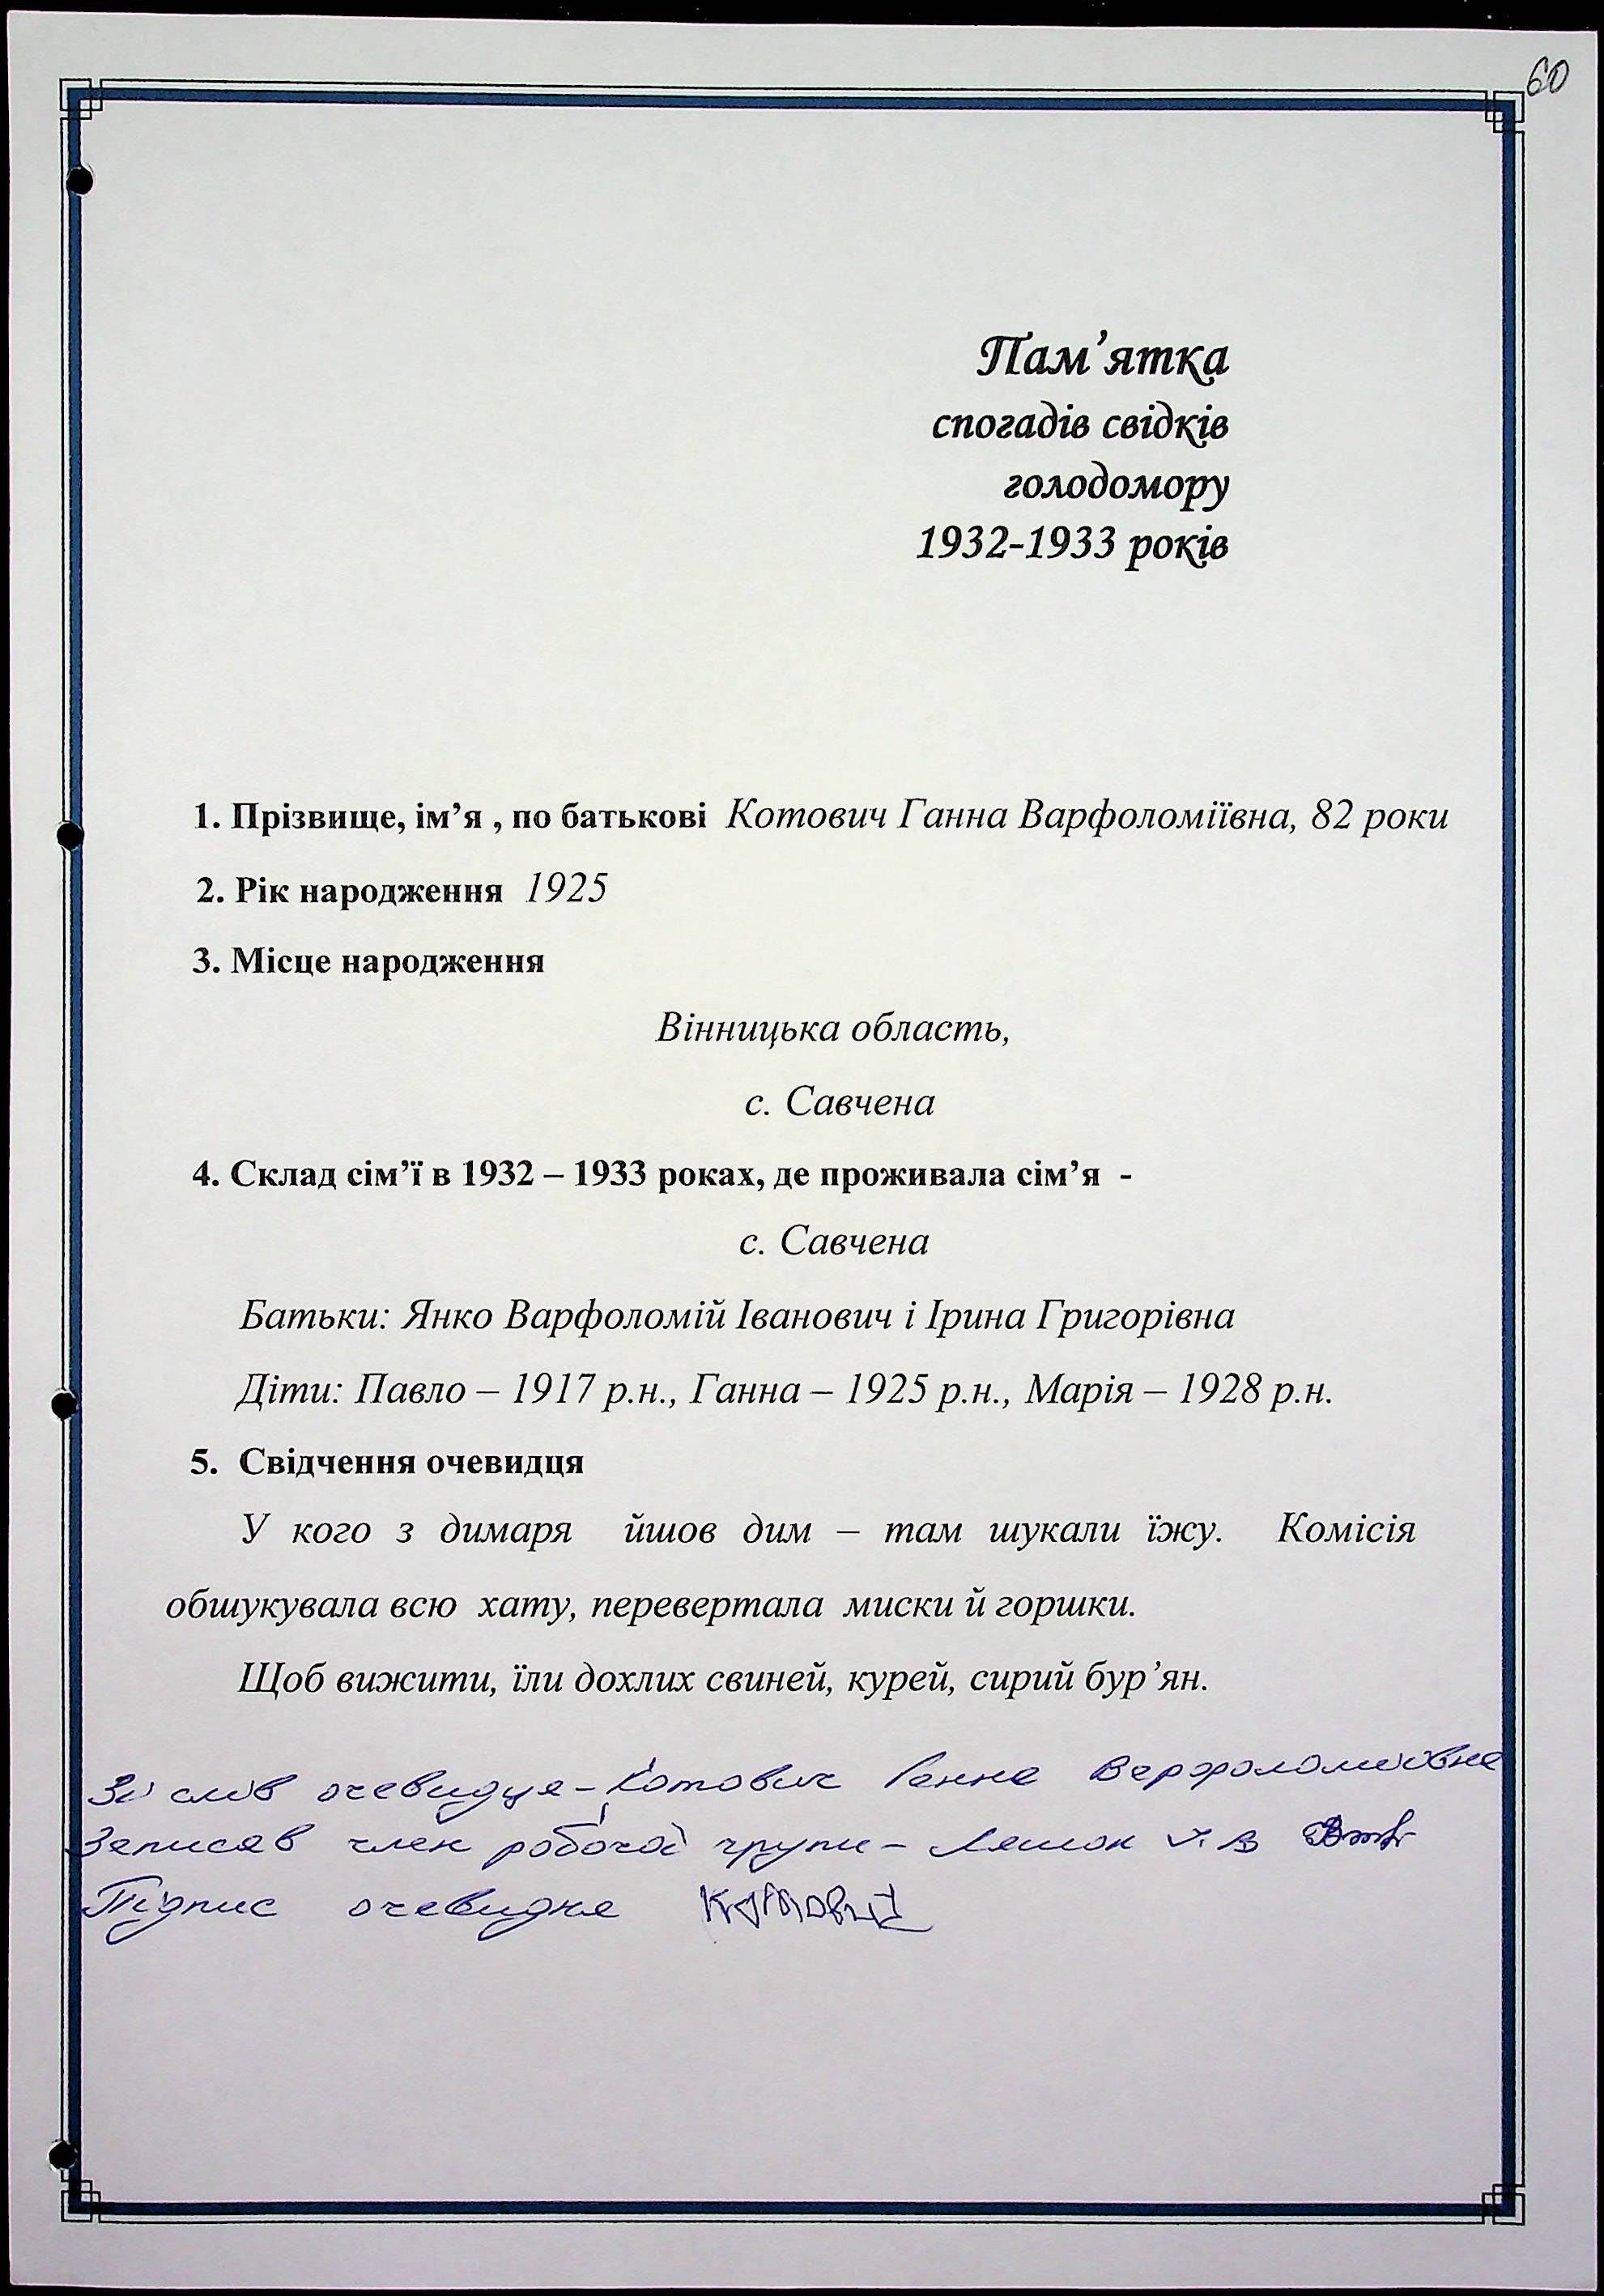 60
Пам’ятка
спогадів свідків
голодомору
1932-1933 років
1. Прізвище, ім’я , по батькові Котович Ганна Варфоломіївна, 82 роки
2. Рік народження 1925
3. Місце народження
Вінницька область,
с. Савчена
4. Склад сім’ї в 1932 – 1933 роках, де проживала сім’я -
с. Савчена
Батьки: Янко Варфоломій Іванович і Ірина Григорівна
Діти: Павло – 1917 р.н., Ганна – 1925 р.н., Марія – 1928 р.н.
5. Свідчення очевидця
У кого з димаря йшов дим – там шукали їжу. Комісія
обшукувала всю хату, перевертала миски й горшки.
Щоб вижити, їли дохлих свиней, курей, сирий бур’ян.
Зі слів очевидця - Котович Ганна Варфоломіївна
Записав член робочої групи -
Підпис очевидця Котович